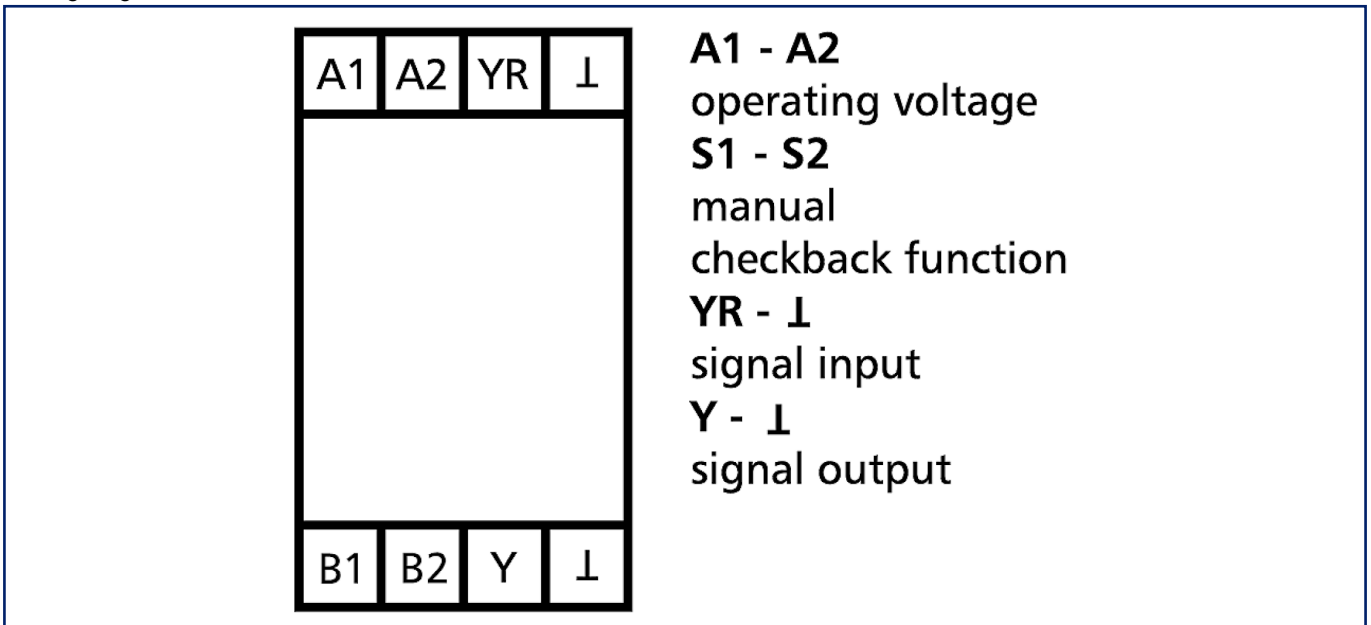 A1 A2 YR ⊥
A1 - A2
operating voltage
S1 - S2
manual
checkback function
YR - ⊥
signal input
Y - ⊥
signal output
B1 B2 Y ⊥